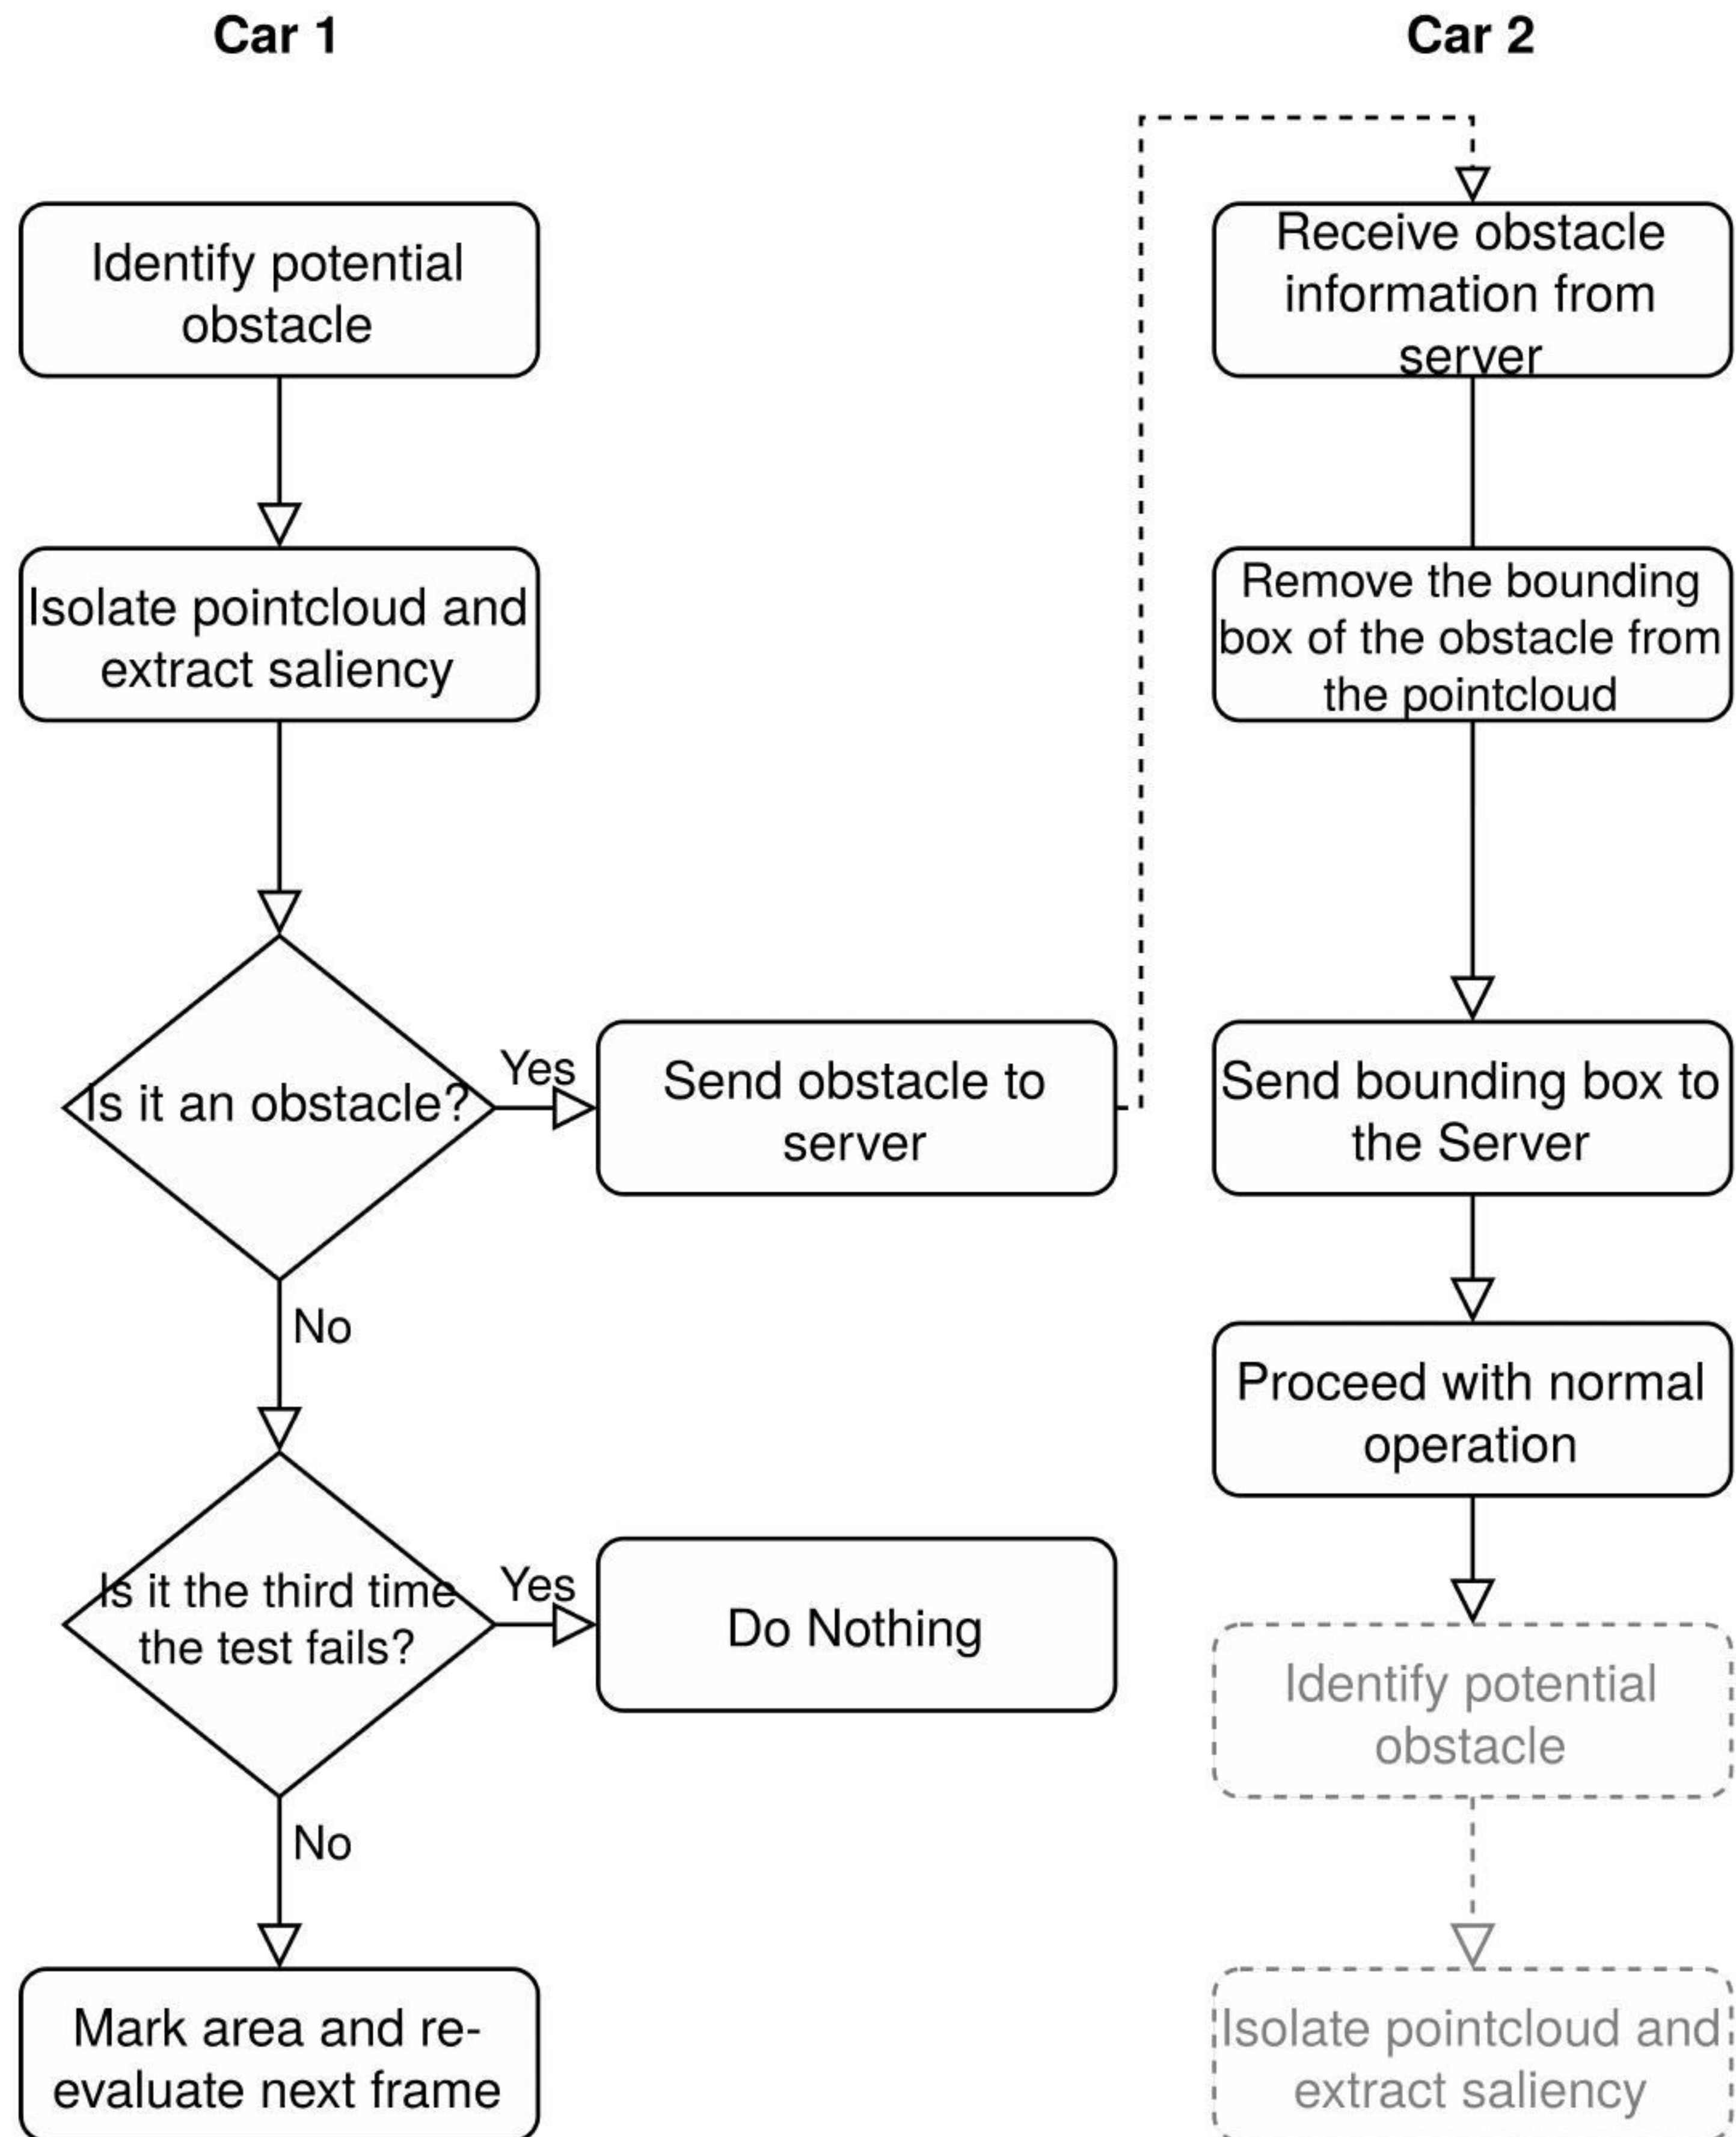 Car 1
Identify potential
obstacle
Isolate pointcloud and
extract saliency
Is it an obstacle?
Yes
Send obstacle to
server
No
Is it the third time
the test fails?
Yes
Do Nothing
No
Mark area and re-
evaluate next frame
Car 2
Receive obstacle
information from
server
Remove the bounding
box of the obstacle from
the pointcloud
Send bounding box to
the Server
Proceed with normal
operation
Identify potential
obstacle
Isolate pointcloud and
extract saliency